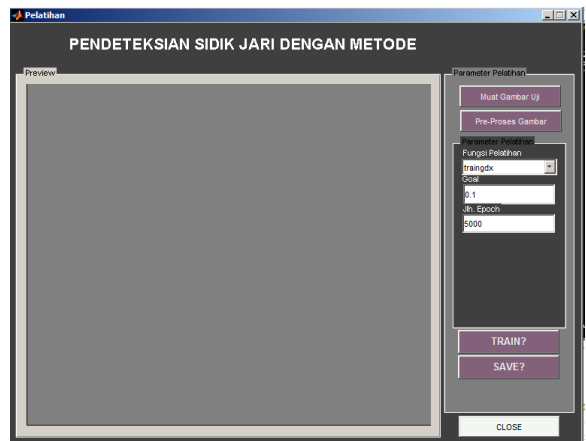 Pelatihan
PENDETEKSIAN SIDIK JARI DENGAN METODE
Preview
Parameter Pelatihan
Muat Gambar Uji
Pre-Proses Gambar
Parameter Pelatihan
Fungsi Pelatihan
traingdx
Goal
0.1
Jlh. Epoch
5000
TRAIN?
SAVE?
CLOSE